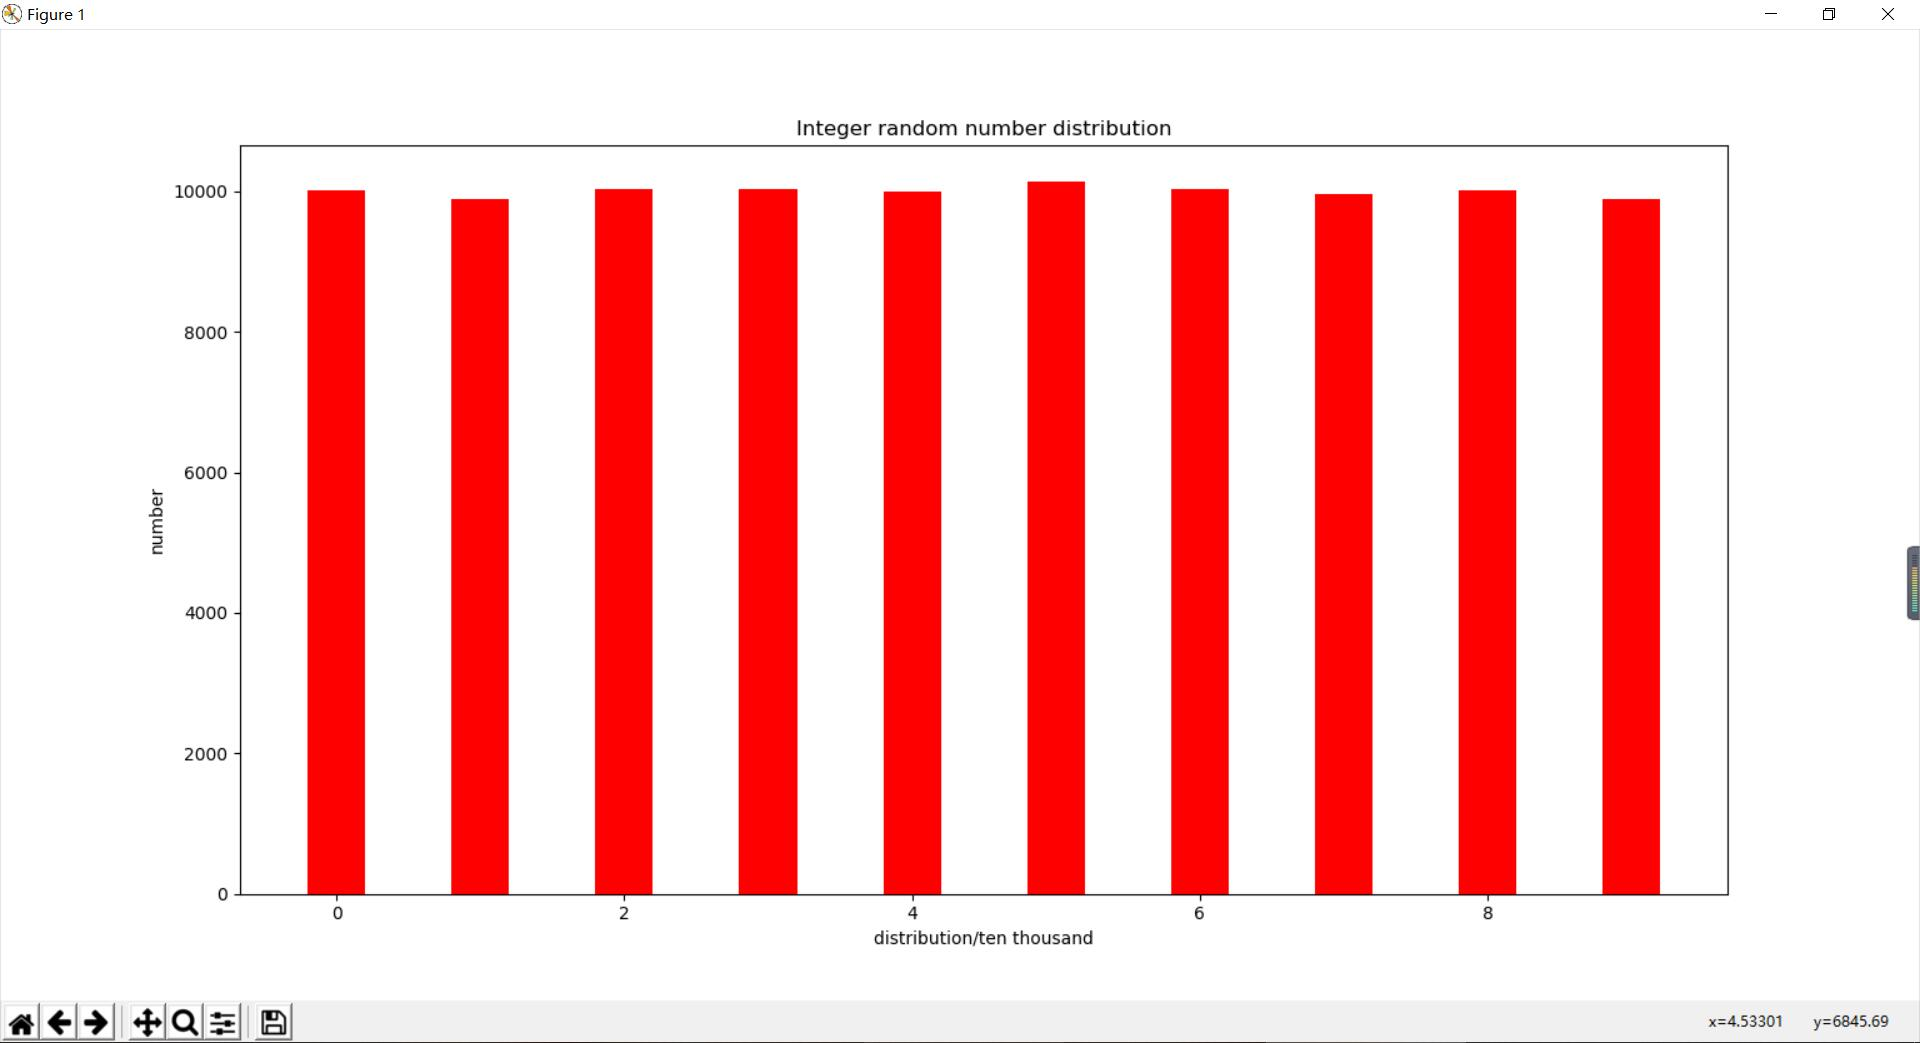 Figure 1
Integer random number distribution
10000
8000
6000
4000
2000
0
number
0 2 4 6 8
distribution/ten thousand
x=4.53301 y=6845.69